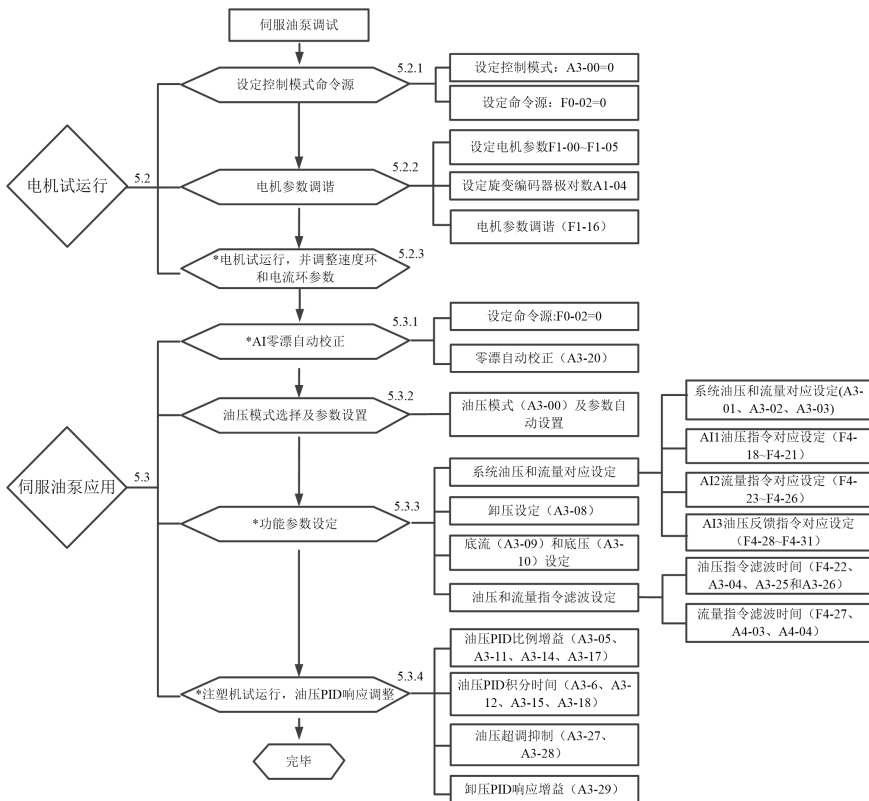 伺服油泵调试
5.2.1
设定控制模式命令源
设定控制模式：A3-00=0
设定命令源：F0-02=0
电机试运行
5.2
5.2.2
电机参数调谐
设定电机参数F1-00~F1-05
设定旋变编码器极对数A1-04
电机参数调谐（F1-16）
5.2.3
*电机试运行，并调整速度环
和电流环参数
5.3.1
*AI零漂自动校正
设定命令源:F0-02=0
零漂自动校正（A3-20）
5.3.2
油压模式选择及参数设置
油压模式（A3-00）及参数自
动设置
伺服油泵应用
5.3
5.3.3
*功能参数设定
系统油压和流量对应设定
系统油压和流量对应设定(A3-
01、A3-02、A3-03)
AI1油压指令对应设定（F4-
18~F4-21）
AI2流量指令对应设定（F4-
23~F4-26）
AI3油压反馈指令对应设定
（F4-28~F4-31）
卸压设定（A3-08）
底流（A3-09）和底压（A3-
10）设定
油压和流量指令滤波设定
油压指令滤波时间（F4-22、
A3-04、A3-25和A3-26）
流量指令滤波时间（F4-27、
A4-03、A4-04）
5.3.4
*注塑机试运行，油压PID响应调整
油压PID比例增益（A3-05、
A3-11、A3-14、A3-17）
油压PID积分时间（A3-6、A3-
12、A3-15、A3-18）
油压超调抑制（A3-27、
A3-28）
卸压PID响应增益（A3-29）
完毕